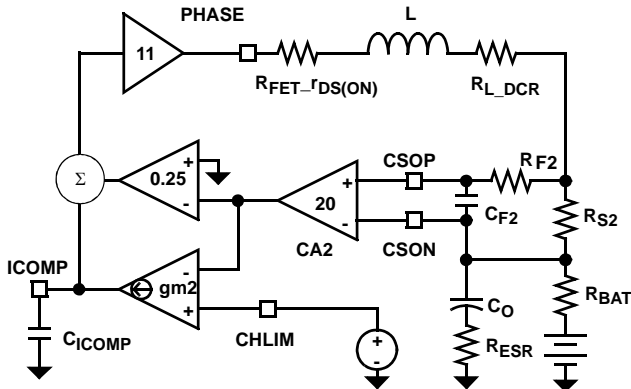 PHASE
L
11
RFET_rDS(ON)
RL_DCR
Σ
0.25
+
-
CSOP
RF2
20
+
-
CF2
RS2
CA2
CSON
ICOMP
gm2
-
+
CO
RBAT
CICOMP
CHLIM
+
-
RESR